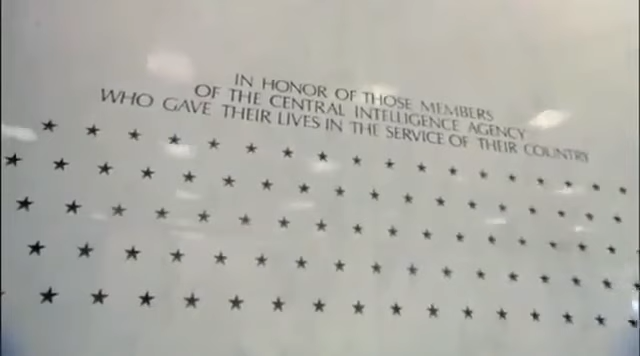 IN HONOR OF THOSE MEMBERS
OF THE CENTRAL INTELLIGENCE AGENCY
WHO GAVE THEIR LIVES IN THE SERVICE OF THEIR COUNTRY